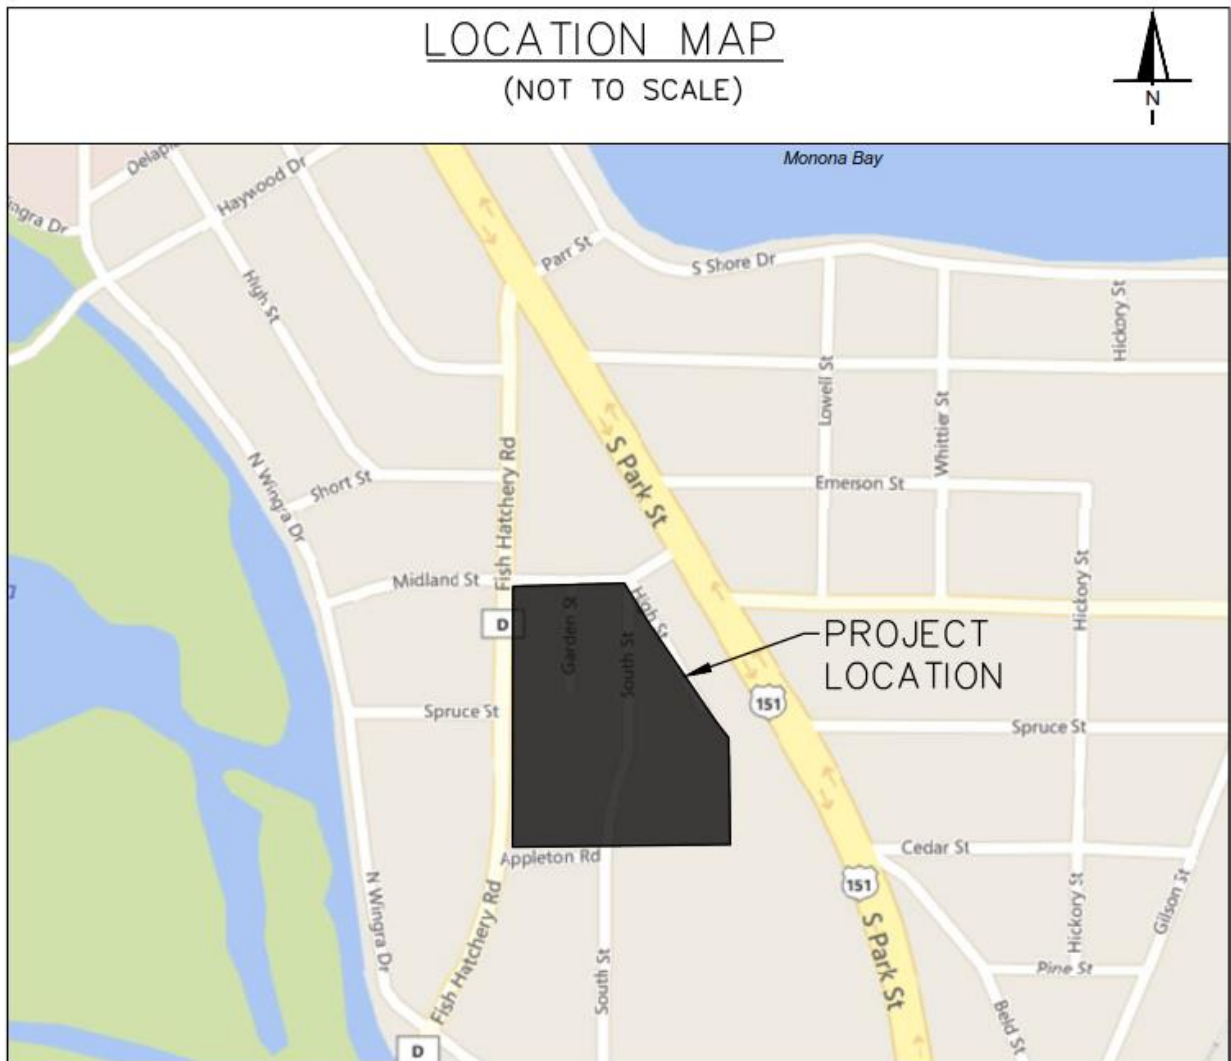 LOCATION MAP
(NOT TO SCALE)
N
Monona Bay
Haywood Dr
Parr St
S Shore Dr
High St
Hickory St
Lowell St
Whittier St
S Park St
Fish Hatchery Rd
N Wingra Dr
Short St
Emerson St
Midland St
Hickory St
High St
D
Garden St
South St
PROJECT
LOCATION
151
Spruce St
Spruce St
Appleton Rd
Cedar St
151
N Wingra Dr
Fish Hatchery Rd
South St
S Park St
Hickory St
Gilson St
Pine St
Beld St
D